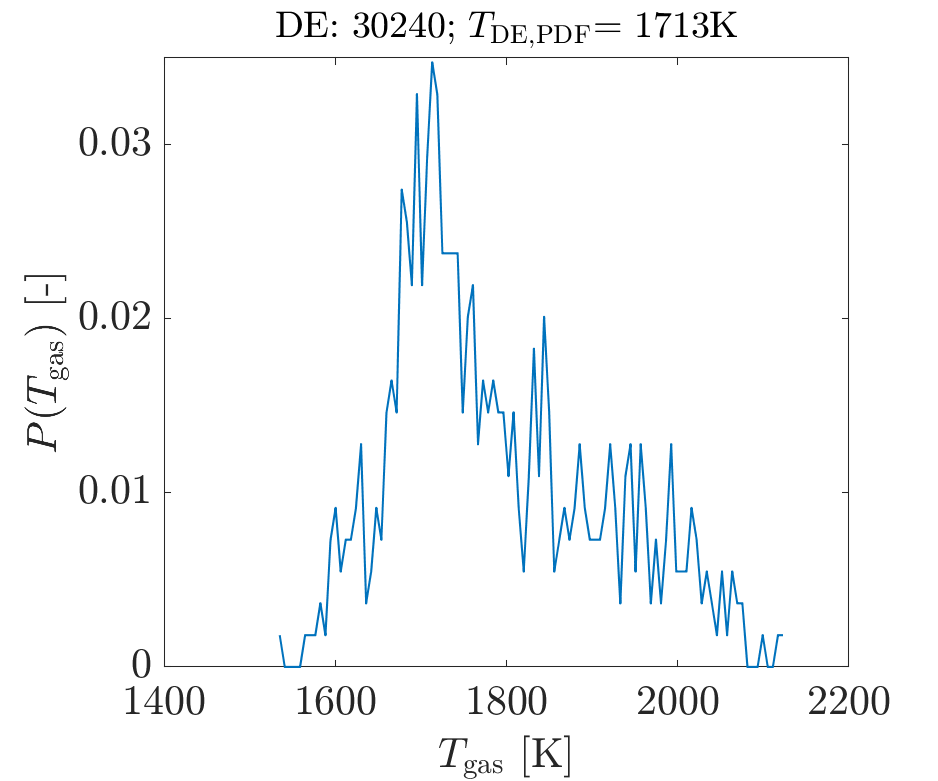 DE: 30240; T_DE,PDF= 1713K
0.03
0.02
0.01
0
P(T_gas) [-]
1400 1600 1800 2000 2200
T_gas [K]